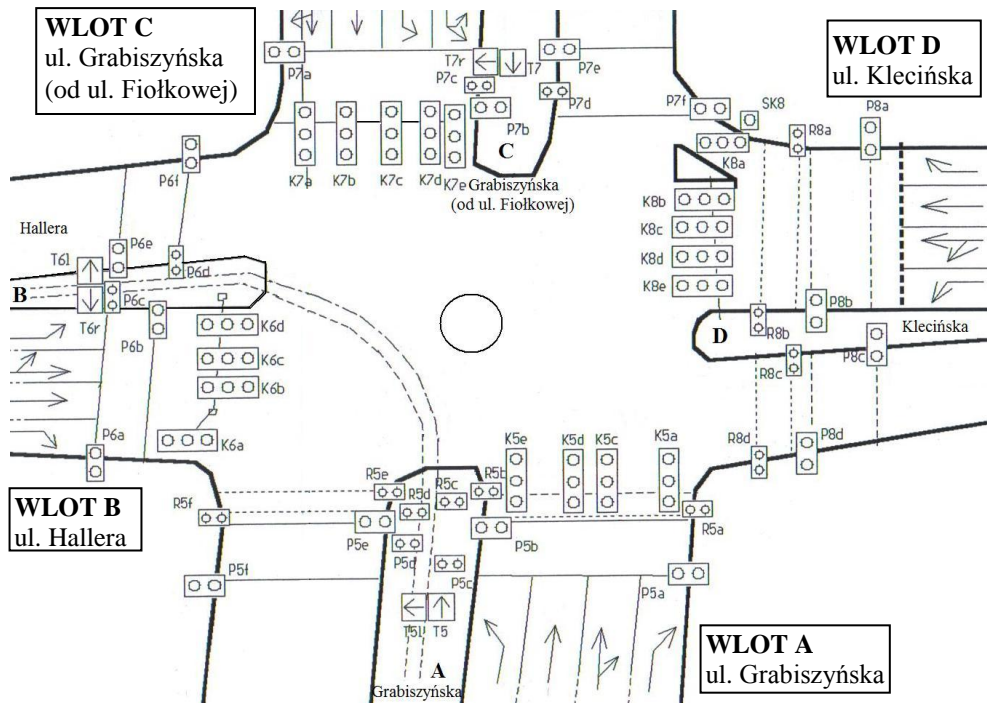 WLOT C
ul. Grabiszyńska
(od ul. Fiołkowej)
WLOT D
ul. Klecińska
P7a
T7r
T7
P7c
P7e
P7b
P7d
P7f
SK8
R8a
P8a
K8a
K7a
K7b
K7c
K7d
K7e
C
Grabiszyńska
(od ul. Fiołkowej)
P6f
K8b
K8c
K8d
K8e
Hallera
P6e
T6l
P6d
B
P6c
T6r
P6b
K6d
K6c
K6b
K6a
P8b
R8b
D
Klecińska
P8c
R8c
P6a
WLOT B
ul. Hallera
R5e
R5d
R5c
R5b
K5e
K5d
K5c
K5a
R8d
P8d
R5f
P5e
P5d
P5c
P5b
R5a
P5f
P5a
T5l
T5
A
Grabiszyńska
WLOT A
ul. Grabiszyńska